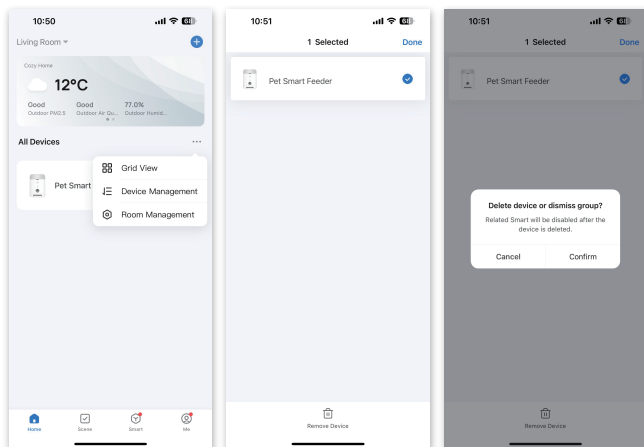 10:50
Living Room
Cozy Home
12°C
Good Good 77.0%
Outdoor PM2.5 Outdoor Air Qu... Outdoor Humid...
All Devices
Grid View
Pet Smart
Device Management
Room Management
Home Scene Smart Me
10:51
1 Selected Done
Pet Smart Feeder
Remove Device
10:51
1 Selected Done
Pet Smart Feeder
Delete device or dismiss group?
Related Smart will be disabled after the
device is deleted.
Cancel Confirm
Remove Device